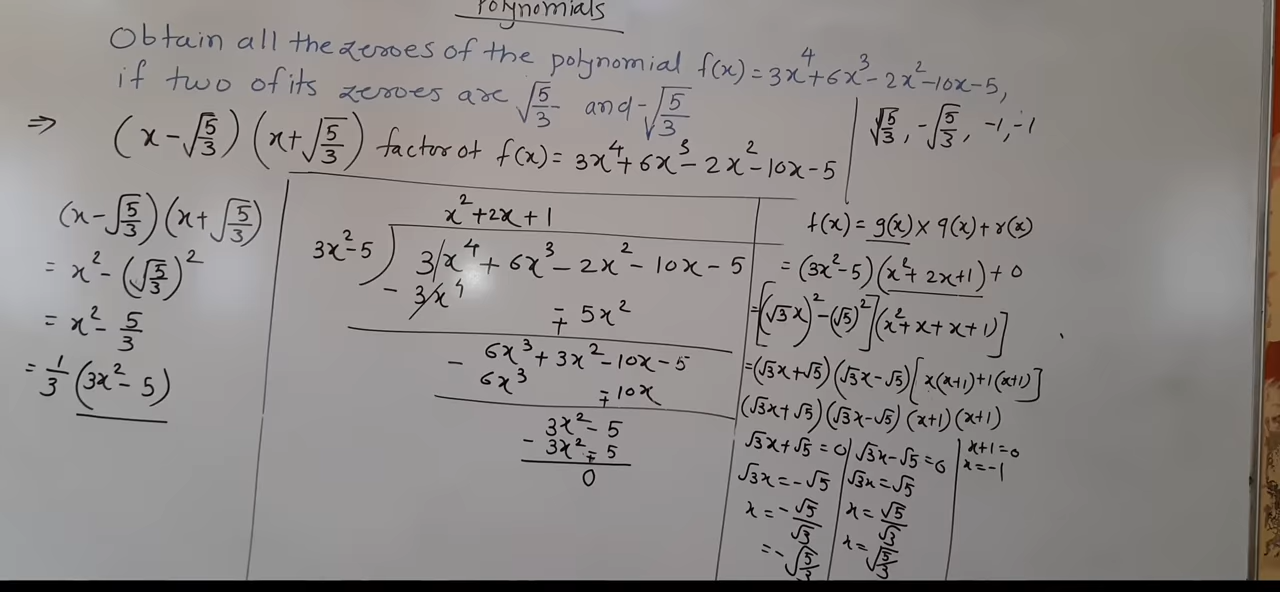 Polynomials
Obtain all the zeroes of the polynomial f(x) = 3x⁴+6x³-2x²-10x-5,
if two of its zeroes are √5/3 and -√5/3
√5/3, -√5/3, -1, -1
⇒ (x-√5/3)(x+√5/3) factor of f(x) = 3x⁴+6x³-2x²-10x-5
(x-√5/3)(x+√5/3)
= x²-(√5/3)²
= x²-5/3
= 1/3 (3x²-5)
x²+2x+1
3x²-5) 3x⁴+6x³-2x²-10x-5
- 3x⁴ ∓ 5x²
6x³+3x²-10x-5
- 6x³ ∓ 10x
3x²-5
- 3x² ∓ 5
0
f(x) = g(x) × q(x) + r(x)
= (3x²-5)(x²+2x+1) + 0
= [(√3x)²-(√5)²](x²+x+x+1)]
= (√3x+√5)(√3x-√5)[x(x+1)+1(x+1)]
(√3x+√5)(√3x-√5)(x+1)(x+1)
√3x+√5=0
√3x=-√5
x=-√5/√3
=-√5/3
√3x-√5=0
√3x=√5
x=√5/√3
x=√5/3
x+1=0
x=-1